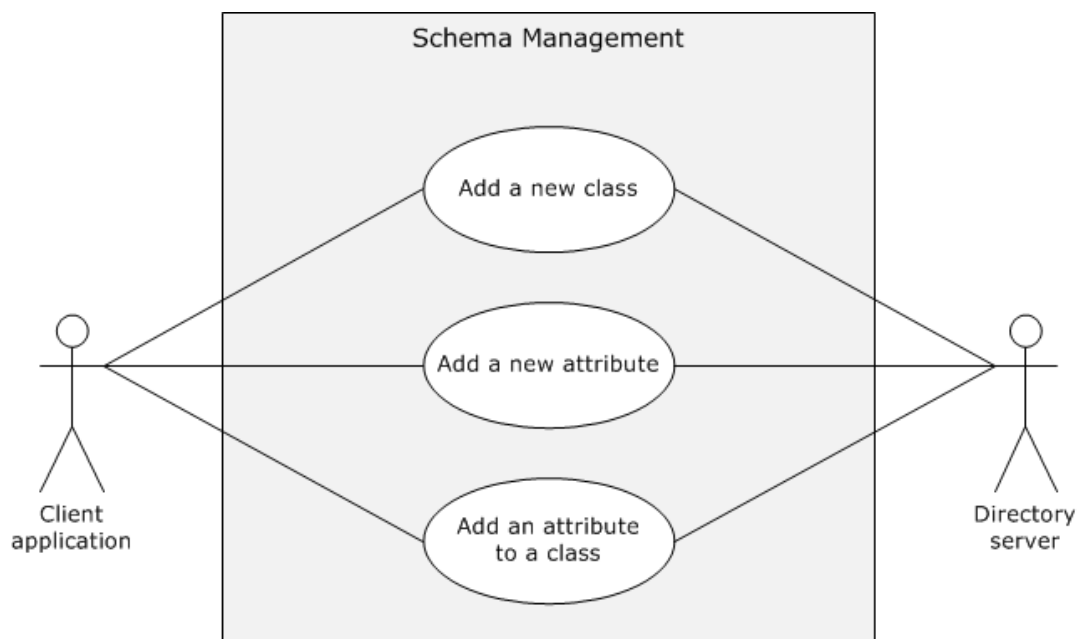 Schema Management
Add a new class
Add a new attribute
Add an attribute
to a class
Client
application
Directory
server